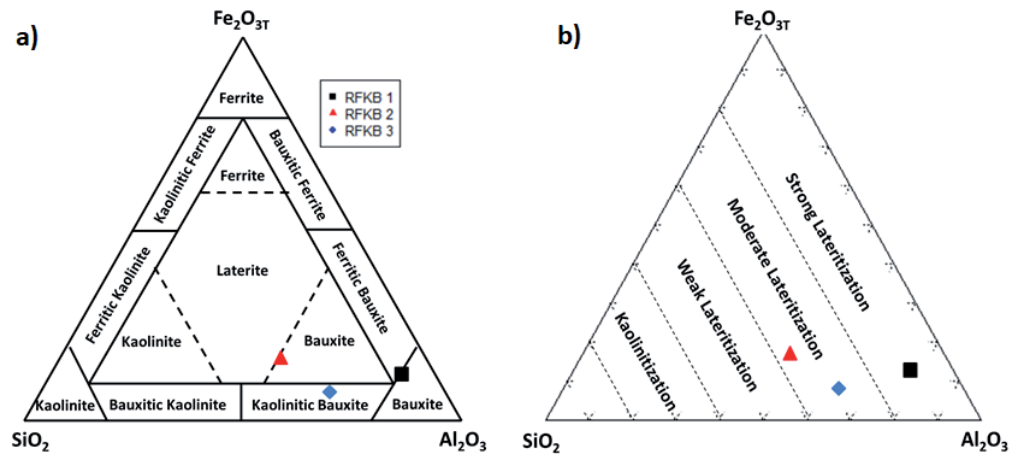 a)
Fe₂O₃T
Ferrite
RFKB 1
RFKB 2
RFKB 3
Kaolinitic Ferrite
Bauxitic Ferrite
Ferrite
Ferritic Kaolinite
Laterite
Ferritic Bauxite
Kaolinite
Bauxite
Kaolinite
Bauxitic Kaolinite
Kaolinitic Bauxite
Bauxite
SiO₂
Al₂O₃
b)
Fe₂O₃T
Strong Lateritization
Moderate Lateritization
Weak Lateritization
Kaolinitization
SiO₂
Al₂O₃